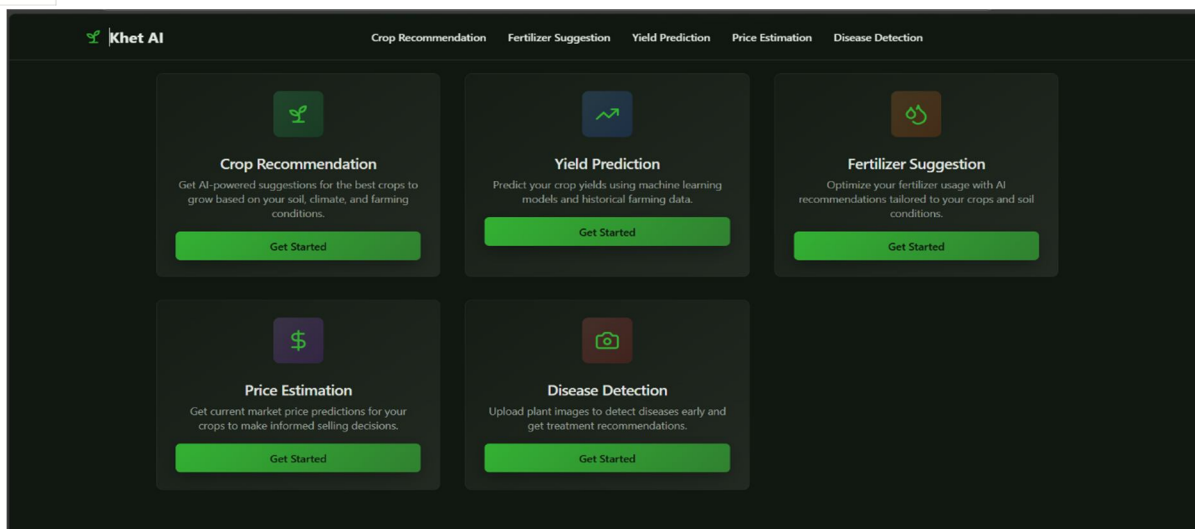 Khet AI
Crop Recommendation
Fertilizer Suggestion
Yield Prediction
Price Estimation
Disease Detection
Crop Recommendation
Get AI-powered suggestions for the best crops to
grow based on your soil, climate, and farming
conditions.
Get Started
Yield Prediction
Predict your crop yields using machine learning
models and historical farming data.
Get Started
Fertilizer Suggestion
Optimize your fertilizer usage with AI
recommendations tailored to your crops and soil
conditions.
Get Started
Price Estimation
Get current market price predictions for your
crops to make informed selling decisions.
Get Started
Disease Detection
Upload plant images to detect diseases early and
get treatment recommendations.
Get Started